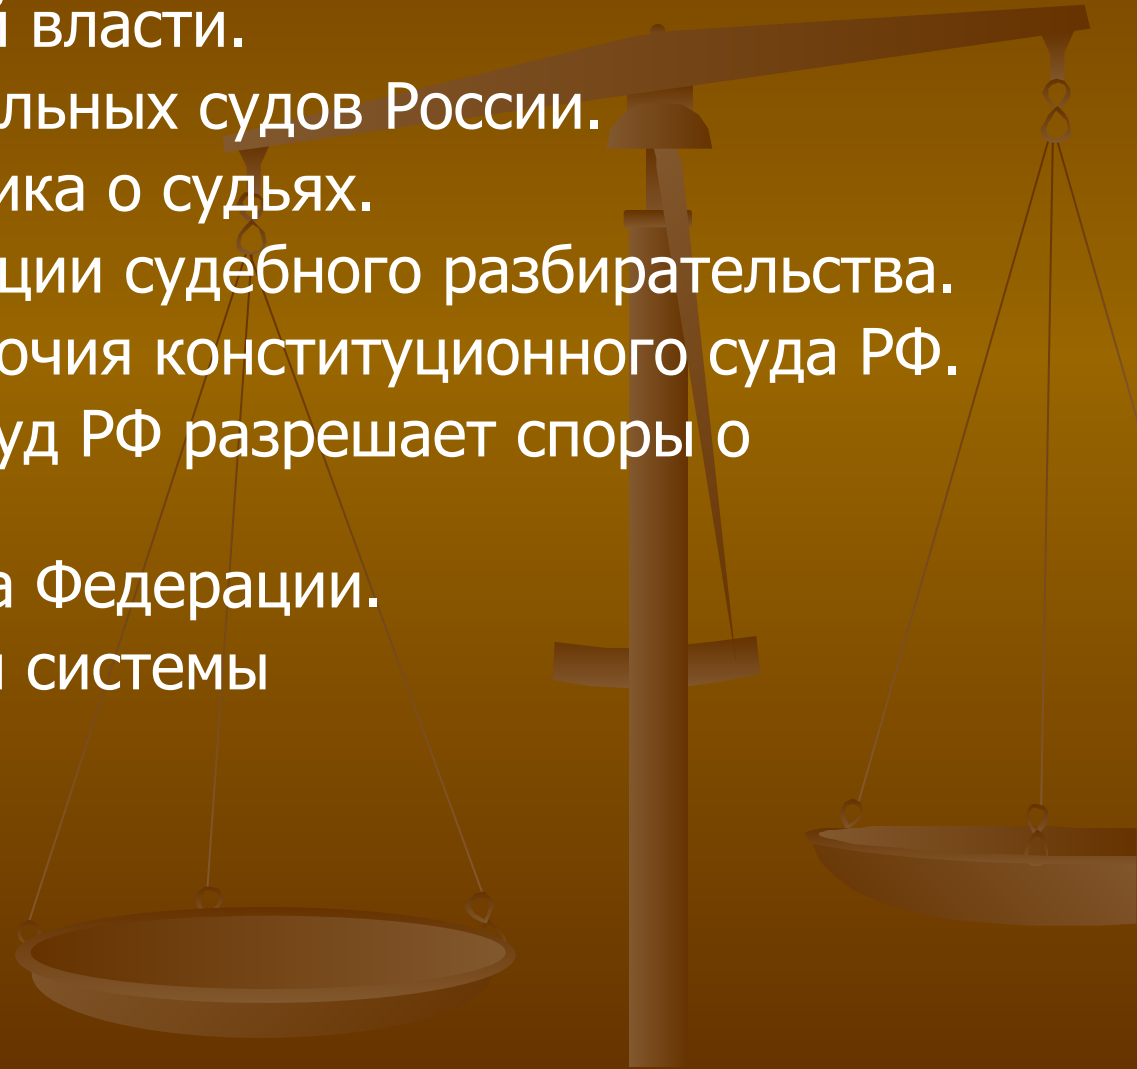 й власти.
льных судов России.
ика о судьях.
ции судебного разбирательства.
очия конституционного суда РФ.
уд РФ разрешает споры о
а Федерации.
и системы